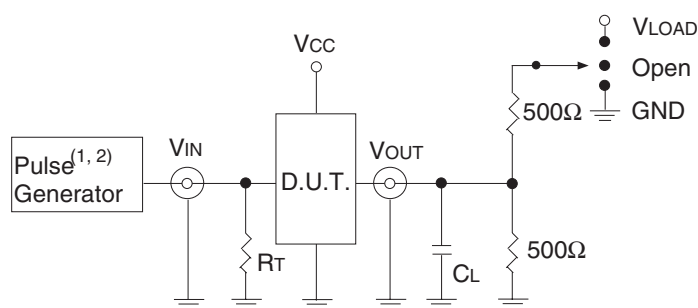 VLOAD
VCC
Open
500Ω
GND
Pulse(1, 2)
Generator
VIN
D.U.T.
VOUT
RT
CL
500Ω